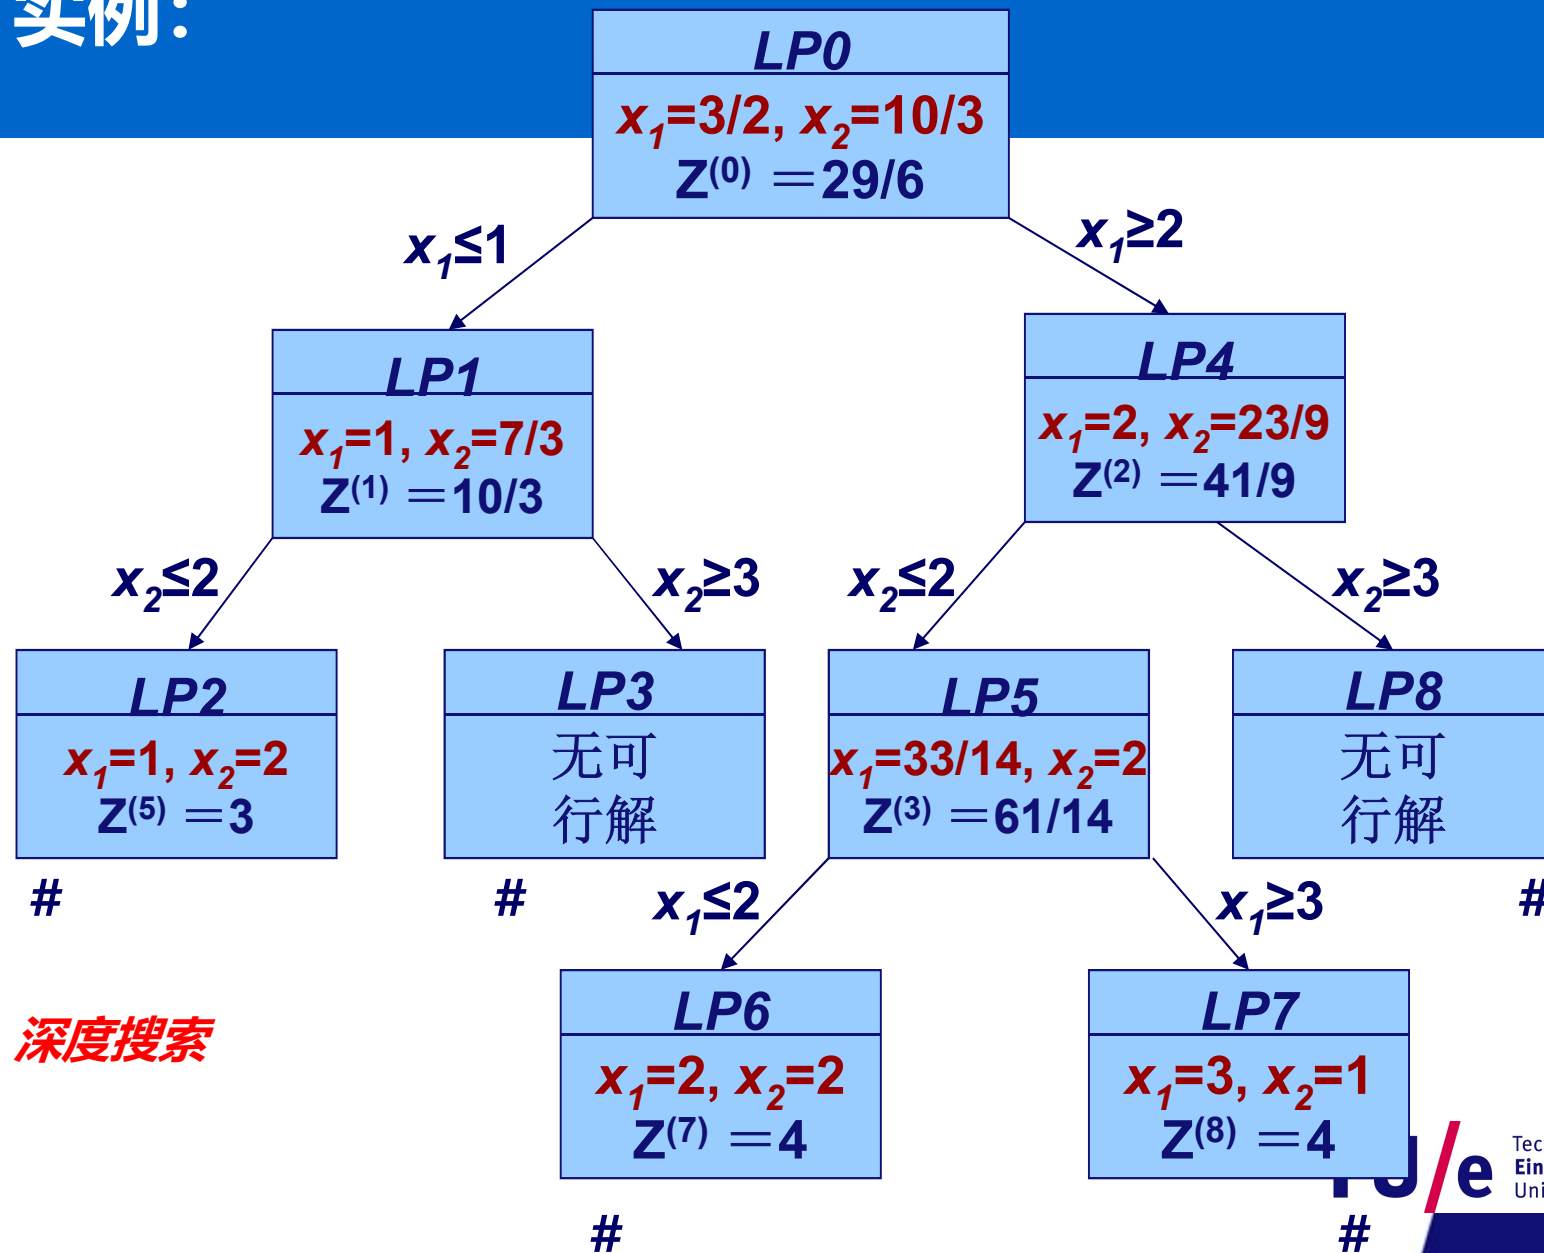 实例：
LP0
x₁=3/2, x₂=10/3
Z⁽⁰⁾ ＝29/6
x₁≤1
x₁≥2
LP1
x₁=1, x₂=7/3
Z⁽¹⁾ ＝10/3
LP4
x₁=2, x₂=23/9
Z⁽²⁾ ＝41/9
x₂≤2
x₂≥3
x₂≤2
x₂≥3
LP2
x₁=1, x₂=2
Z⁽⁵⁾ ＝3
#
LP3
无可
行解
#
LP5
x₁=33/14, x₂=2
Z⁽³⁾ ＝61/14
LP8
无可
行解
#
x₁≤2
x₁≥3
深度搜索
LP6
x₁=2, x₂=2
Z⁽⁷⁾ ＝4
#
LP7
x₁=3, x₂=1
Z⁽⁸⁾ ＝4
#
/e